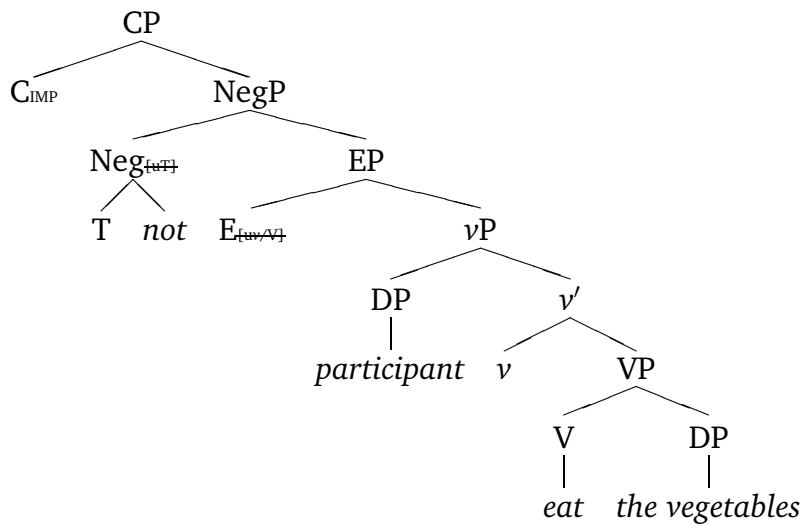 CP
C_IMP NegP
Neg[uT] EP
T not E[uv/V] vP
DP v′
participant v VP
V DP
eat the vegetables